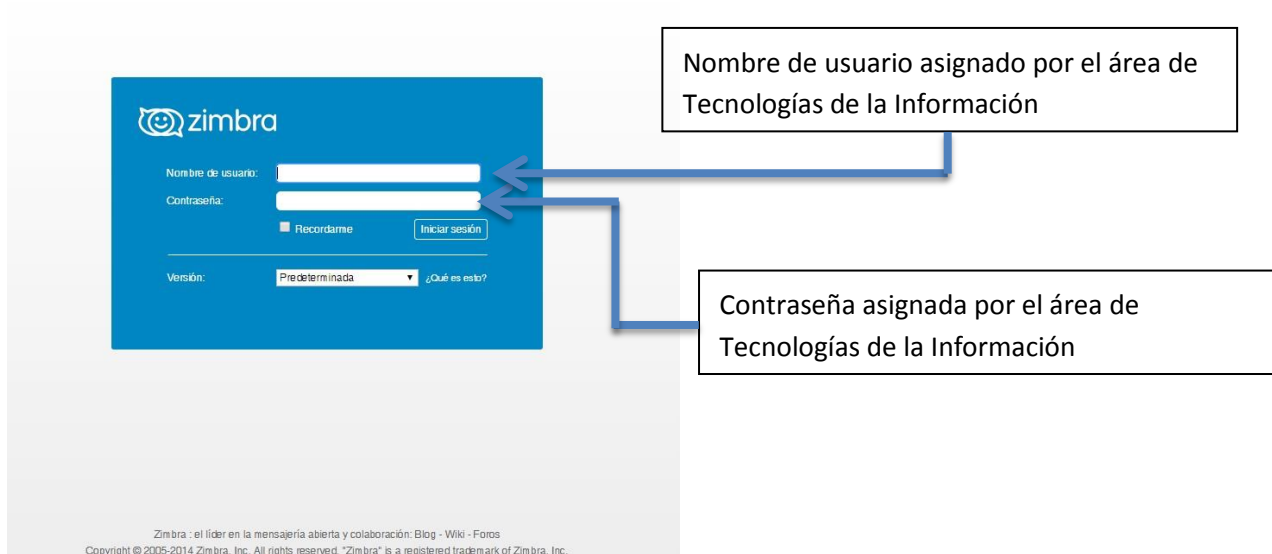 Nombre de usuario asignado por el área de
Tecnologías de la Información
zimbra
Nombre de usuario:
Contraseña:
Recordarme
Iniciar sesión
Versión:
Predeterminada
¿Qué es esto?
Contraseña asignada por el área de
Tecnologías de la Información
Zimbra : el líder en la mensajería abierta y colaboración: Blog - Wiki - Foros
Copyright © 2005-2014 Zimbra, Inc. All rights reserved. "Zimbra" is a registered trademark of Zimbra, Inc.